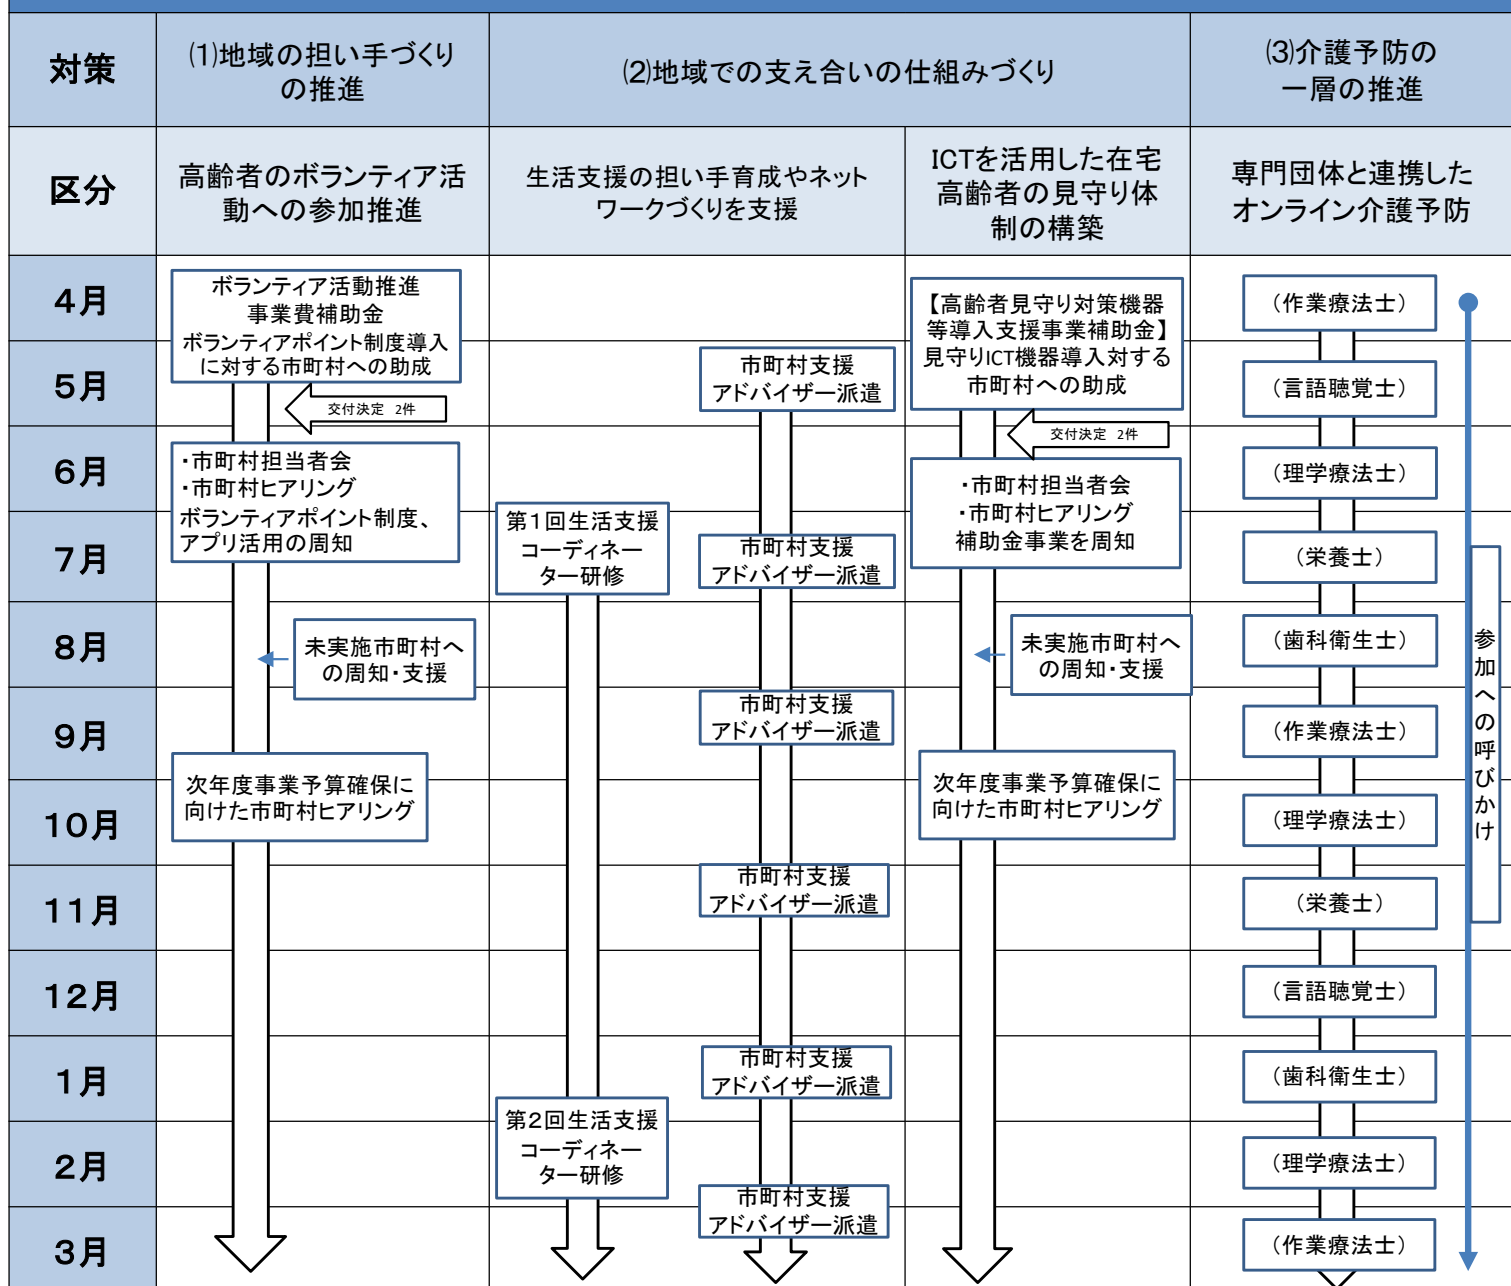 対策
⑴地域の担い手づくり
の推進
⑵地域での支え合いの仕組みづくり
⑶介護予防の
一層の推進
区分
高齢者のボランティア活
動への参加推進
生活支援の担い手育成やネット
ワークづくりを支援
ICTを活用した在宅
高齢者の見守り体
制の構築
専門団体と連携した
オンライン介護予防
4月
ボランティア活動推進
事業費補助金
ボランティアポイント制度導入
に対する市町村への助成
【高齢者見守り対策機器
等導入支援事業補助金】
見守りICT機器導入対する
市町村への助成
（作業療法士）
5月
交付決定 2件
市町村支援
アドバイザー派遣
交付決定 2件
（言語聴覚士）
6月
・市町村担当者会
・市町村ヒアリング
ボランティアポイント制度、
アプリ活用の周知
・市町村担当者会
・市町村ヒアリング
補助金事業を周知
（理学療法士）
7月
第1回生活支援
コーディネー
ター研修
市町村支援
アドバイザー派遣
（栄養士）
8月
未実施市町村へ
の周知・支援
未実施市町村へ
の周知・支援
（歯科衛生士）
参加への呼びかけ
9月
市町村支援
アドバイザー派遣
（作業療法士）
次年度事業予算確保に
向けた市町村ヒアリング
次年度事業予算確保に
向けた市町村ヒアリング
10月
（理学療法士）
11月
市町村支援
アドバイザー派遣
（栄養士）
12月
（言語聴覚士）
1月
市町村支援
アドバイザー派遣
（歯科衛生士）
2月
第2回生活支援
コーディネー
ター研修
（理学療法士）
3月
市町村支援
アドバイザー派遣
（作業療法士）